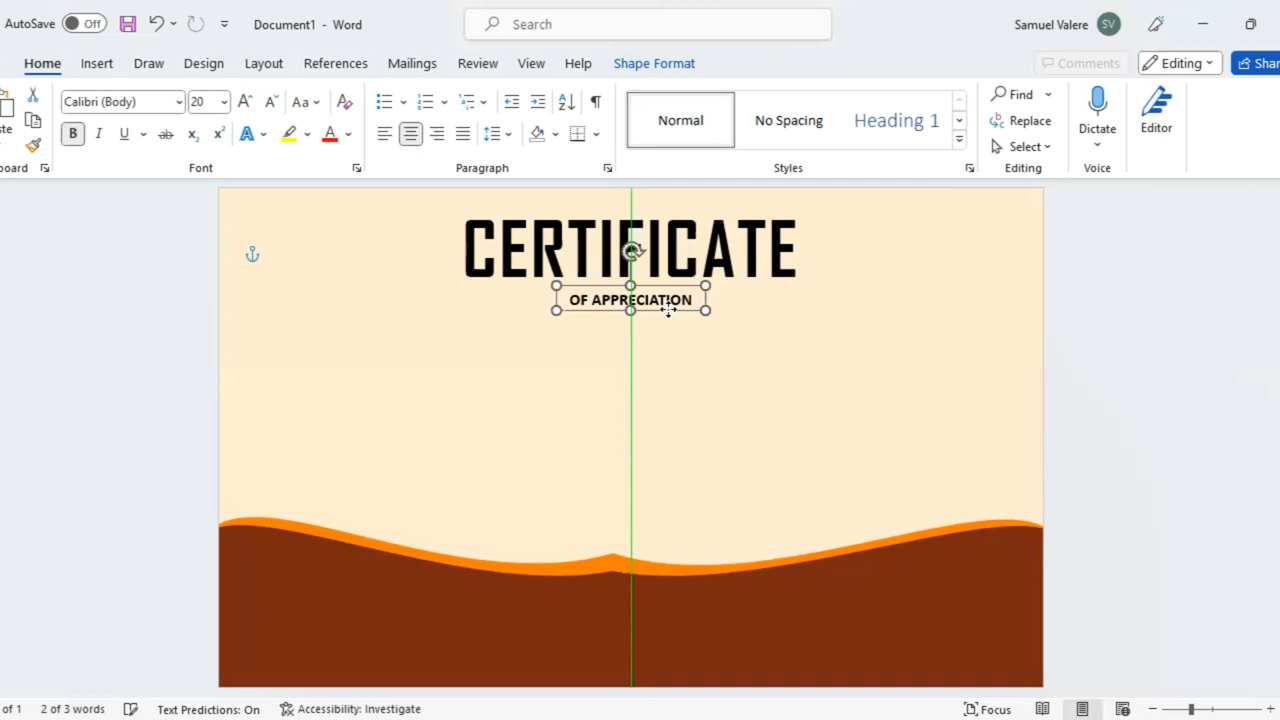 AutoSave Off Document1 - Word Search Samuel Valere SV
Home Insert Draw Design Layout References Mailings Review View Help Shape Format Comments Editing
Calibri (Body) 20 Aa Normal No Spacing Heading 1 Find Replace Select Dictate Editor
Font Paragraph Styles Editing Voice
CERTIFICATE
OF APPRECIATION
of 1 2 of 3 words Text Predictions: On Accessibility: Investigate Focus